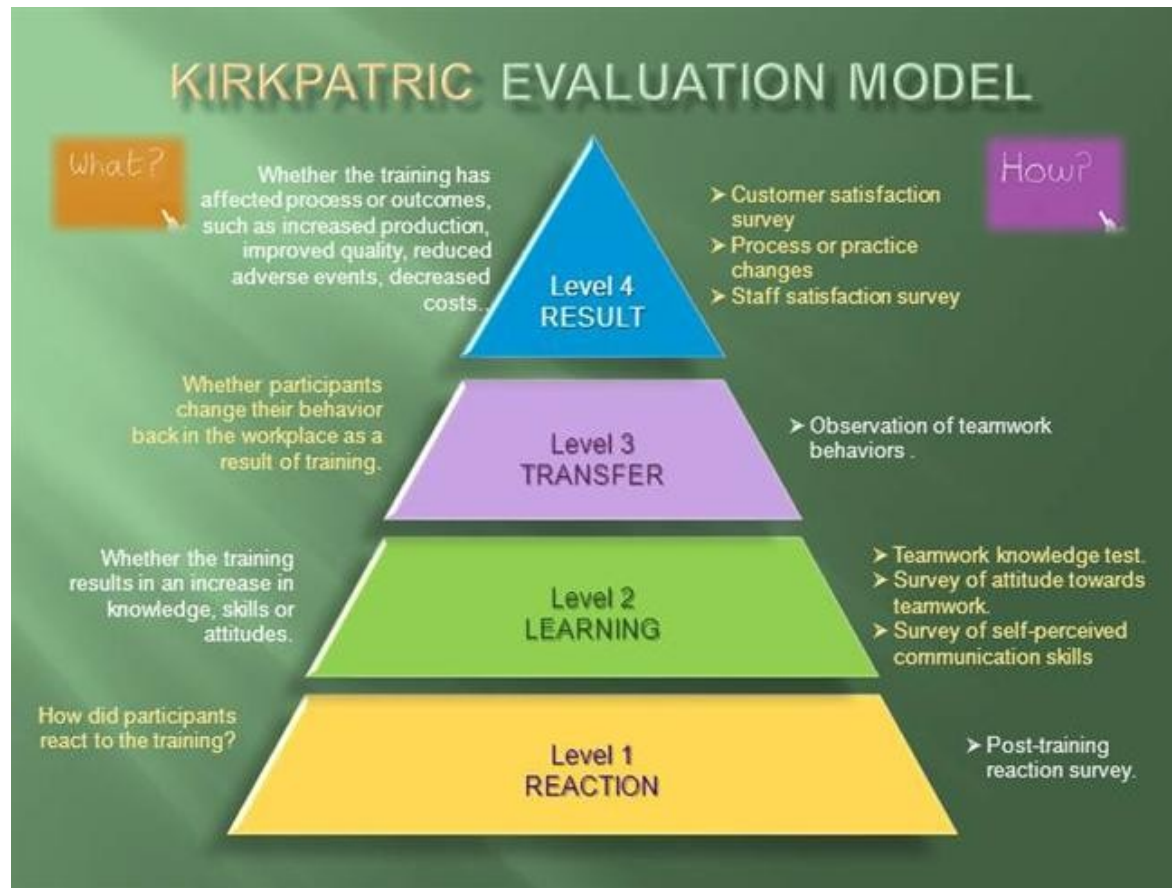 KIRKPATRIC EVALUATION MODEL
What?
How?
Whether the training has
affected process or outcomes,
such as increased production,
improved quality, reduced
adverse events, decreased
costs..
Level 4
RESULT
➤ Customer satisfaction
survey
➤ Process or practice
changes
➤ Staff satisfaction survey
Whether participants
change their behavior
back in the workplace as a
result of training.
Level 3
TRANSFER
➤ Observation of teamwork
behaviors .
Whether the training
results in an increase in
knowledge, skills or
attitudes.
Level 2
LEARNING
➤ Teamwork knowledge test.
➤ Survey of attitude towards
teamwork.
➤ Survey of self-perceived
communication skills
How did participants
react to the training?
Level 1
REACTION
➤ Post-training
reaction survey.